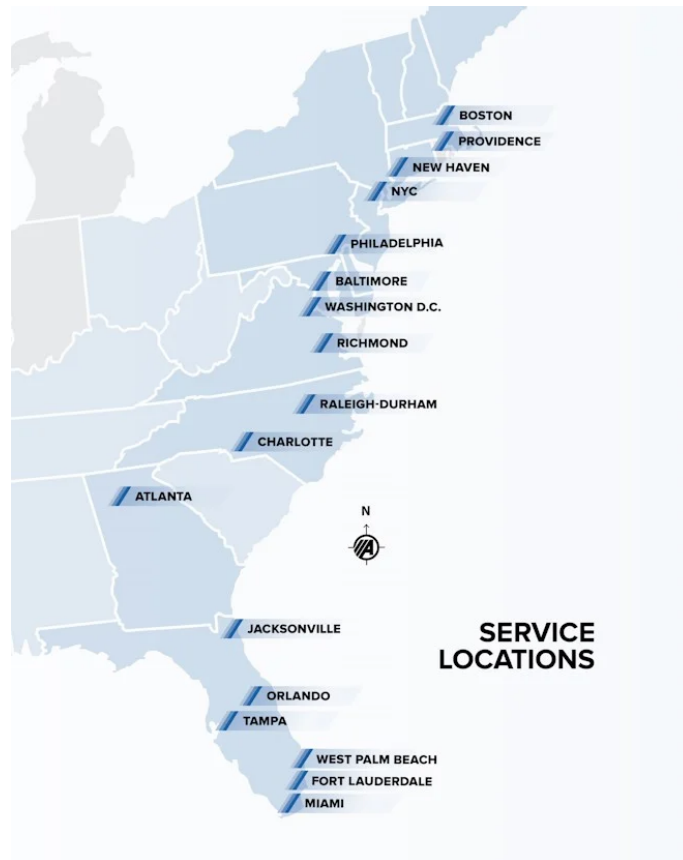 BOSTON
PROVIDENCE
NEW HAVEN
NYC
PHILADELPHIA
BALTIMORE
WASHINGTON D.C.
RICHMOND
RALEIGH-DURHAM
CHARLOTTE
ATLANTA
N
A
JACKSONVILLE
SERVICE
LOCATIONS
ORLANDO
TAMPA
WEST PALM BEACH
FORT LAUDERDALE
MIAMI